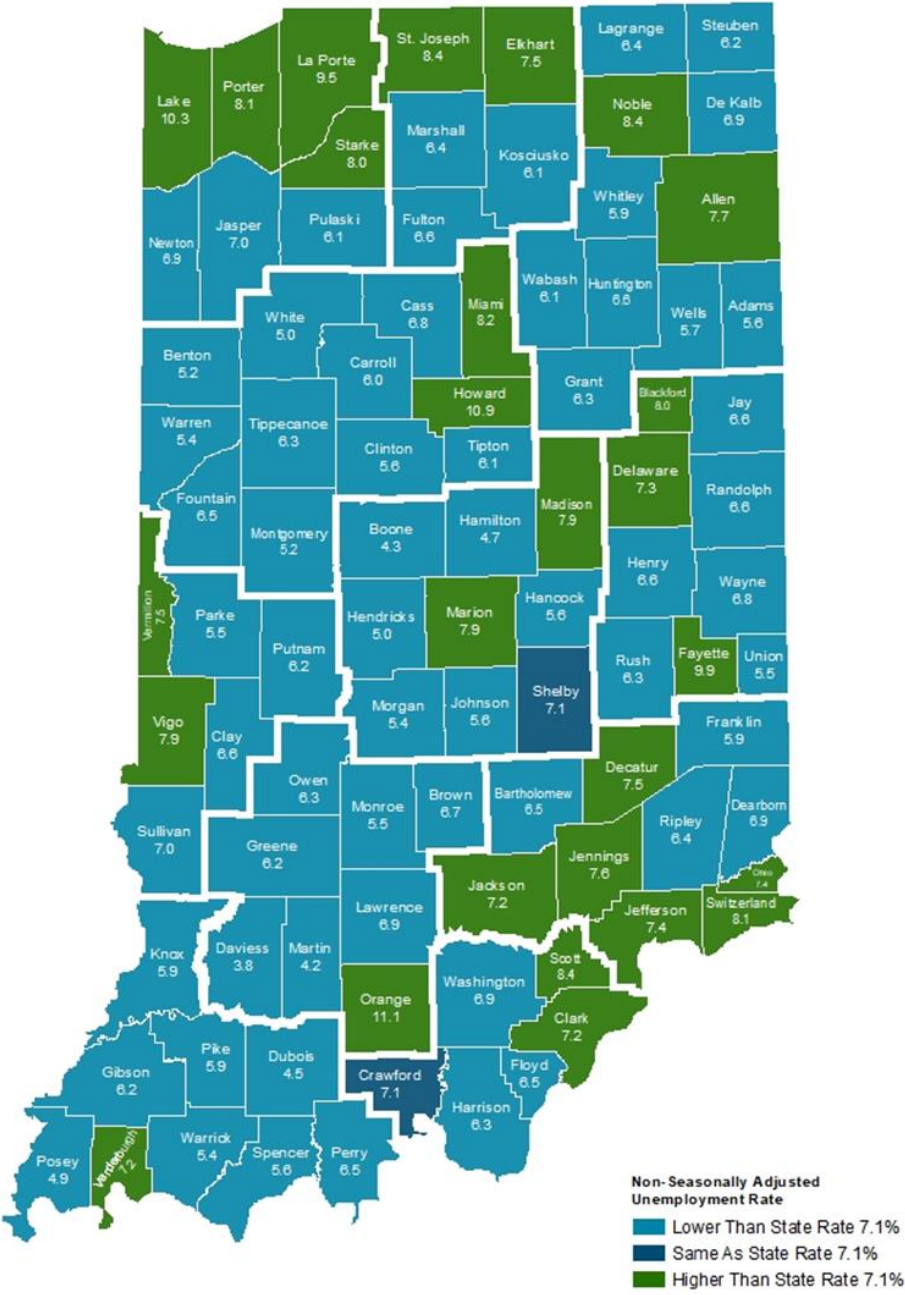 Lagrange
6.4
Steuben
6.2
St. Joseph
8.4
Elkhart
7.5
La Porte
9.5
Porter
8.1
Lake
10.3
Noble
8.4
De Kalb
6.9
Marshall
6.4
Starke
8.0
Kosciusko
6.1
Whitley
5.9
Allen
7.7
Newton
6.9
Jasper
7.0
Pulaski
6.1
Fulton
6.6
Wabash
6.1
Huntington
6.6
Miami
8.2
White
5.0
Cass
6.8
Wells
5.7
Adams
5.6
Benton
5.2
Carroll
6.0
Grant
6.3
Howard
10.9
Blackford
8.0
Jay
6.6
Warren
5.4
Tippecanoe
6.3
Clinton
5.6
Tipton
6.1
Delaware
7.3
Randolph
6.6
Fountain
6.5
Madison
7.9
Montgomery
5.2
Boone
4.3
Hamilton
4.7
Henry
6.6
Wayne
6.8
Vermillion
7.5
Parke
5.5
Hendricks
5.0
Marion
7.9
Hancock
5.6
Putnam
6.2
Rush
6.3
Fayette
9.9
Union
5.5
Vigo
7.9
Clay
6.6
Morgan
5.4
Johnson
5.6
Shelby
7.1
Franklin
5.9
Owen
6.3
Monroe
5.5
Brown
6.7
Bartholomew
6.5
Decatur
7.5
Dearborn
6.9
Ripley
6.4
Sullivan
7.0
Greene
6.2
Jennings
7.6
Ohio
7.4
Jackson
7.2
Jefferson
7.4
Switzerland
8.1
Lawrence
6.9
Knox
5.9
Daviess
3.8
Martin
4.2
Scott
8.4
Washington
6.9
Orange
11.1
Clark
7.2
Pike
5.9
Dubois
4.5
Gibson
6.2
Crawford
7.1
Floyd
6.5
Harrison
6.3
Posey
4.9
7.2
Warrick
5.4
Spencer
5.6
Perry
6.5
Non-Seasonally Adjusted
Unemployment Rate
Lower Than State Rate 7.1%
Same As State Rate 7.1%
Higher Than State Rate 7.1%